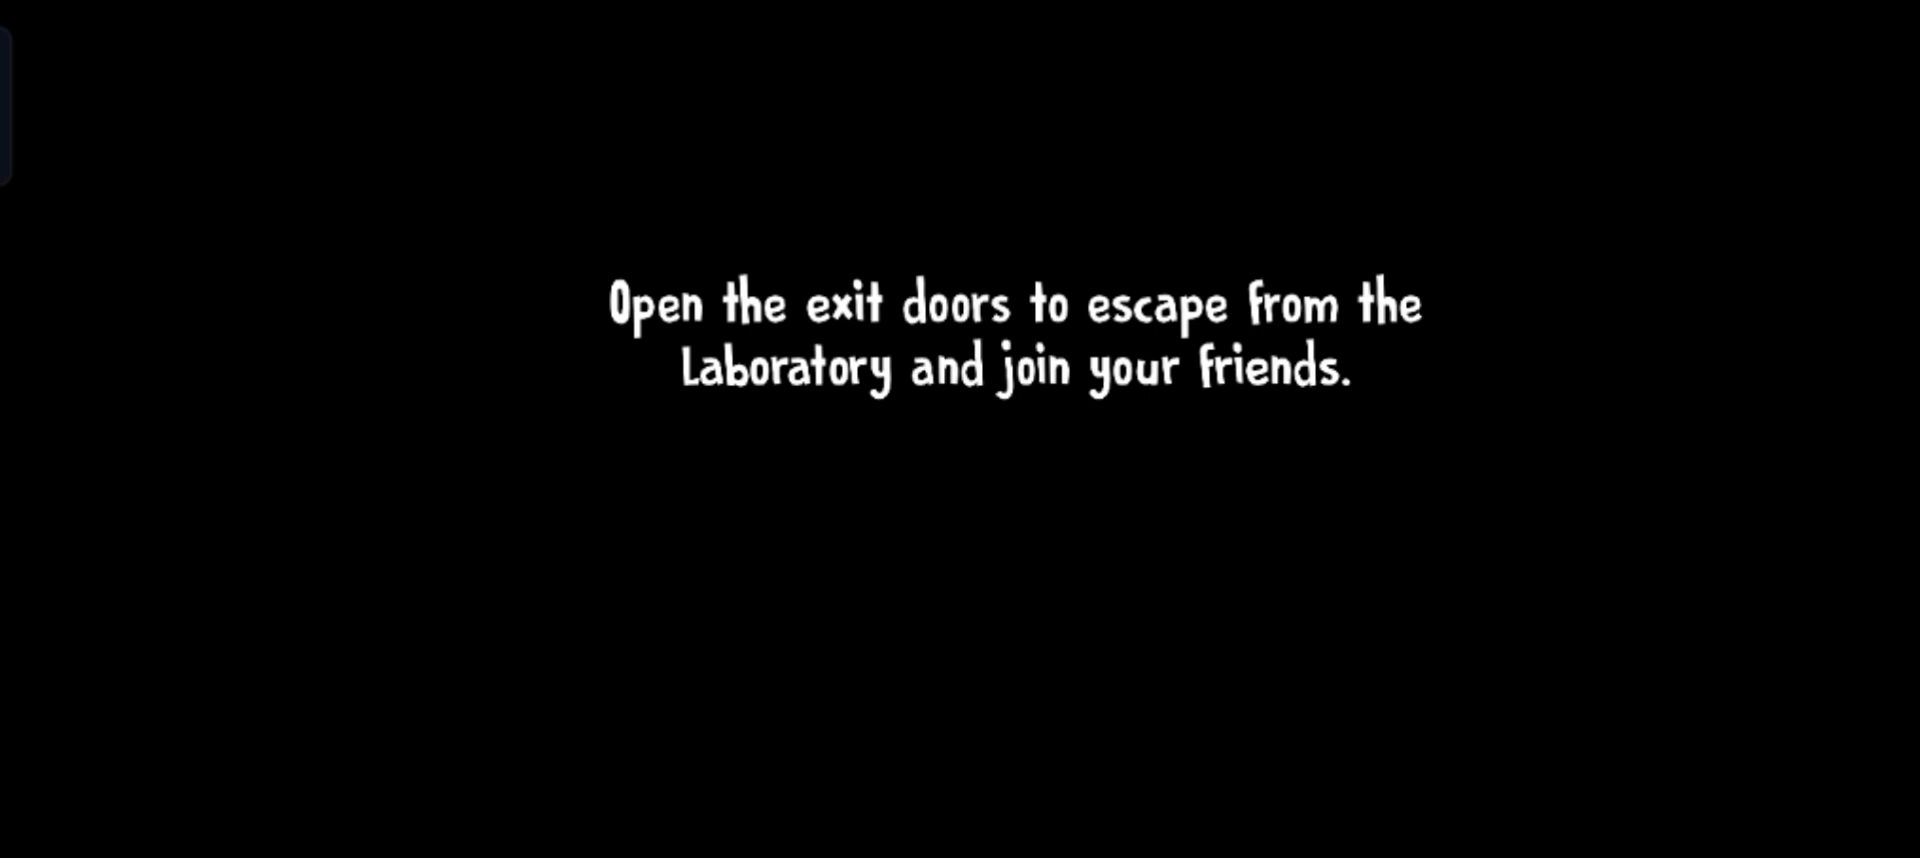 Open the exit doors to escape from the
Laboratory and join your friends.